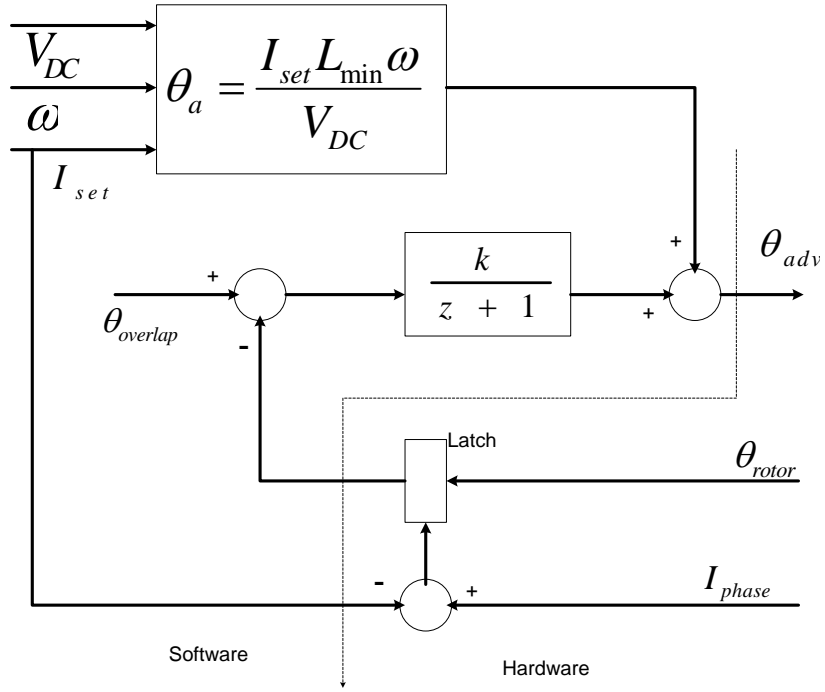 V_DC
ω
I_set
θ_a = I_set L_min ω / V_DC
+
θ_adv
+
k / z + 1
+
θ_overlap
-
Latch
θ_rotor
-
+
I_phase
Software
Hardware